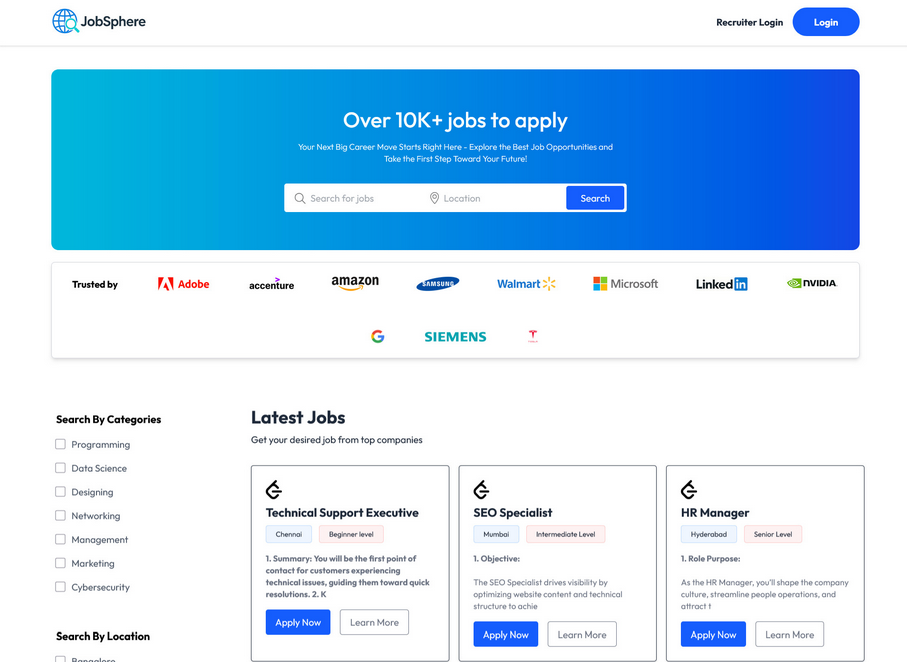 JobSphere
Recruiter Login
Login
Over 10K+ jobs to apply
Your Next Big Career Move Starts Right Here - Explore the Best Job Opportunities and
Take the First Step Toward Your Future!
Search for jobs
Location
Search
Trusted by
Adobe
accenture
amazon
SAMSUNG
Walmart
Microsoft
LinkedIn
NVIDIA
G
SIEMENS
Search By Categories
Programming
Data Science
Designing
Networking
Management
Marketing
Cybersecurity
Search By Location
Bangalore
Latest Jobs
Get your desired job from top companies
Technical Support Executive
Chennai
Beginner level
1. Summary: You will be the first point of
contact for customers experiencing
technical issues, guiding them toward quick
resolutions. 2. K
Apply Now
Learn More
SEO Specialist
Mumbai
Intermediate Level
1. Objective:
The SEO Specialist drives visibility by
optimizing website content and technical
structure to achie
Apply Now
Learn More
HR Manager
Hyderabad
Senior Level
1. Role Purpose:
As the HR Manager, you'll shape the company
culture, streamline people operations, and
attract t
Apply Now
Learn More